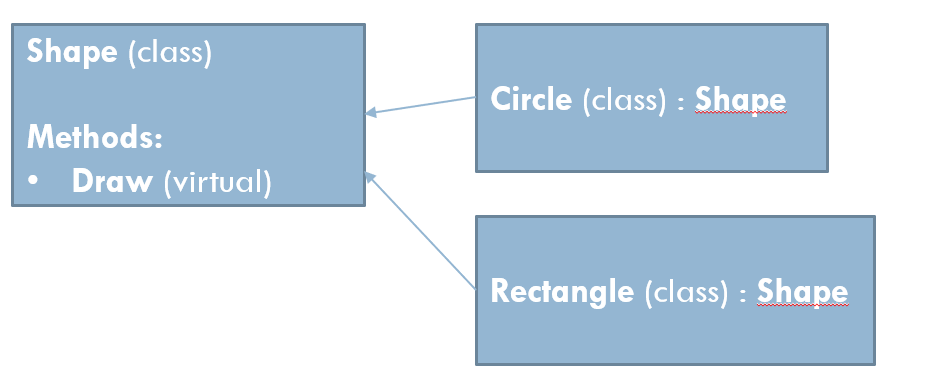 Shape (class)
Methods:
• Draw (virtual)
Circle (class) : Shape
Rectangle (class) : Shape